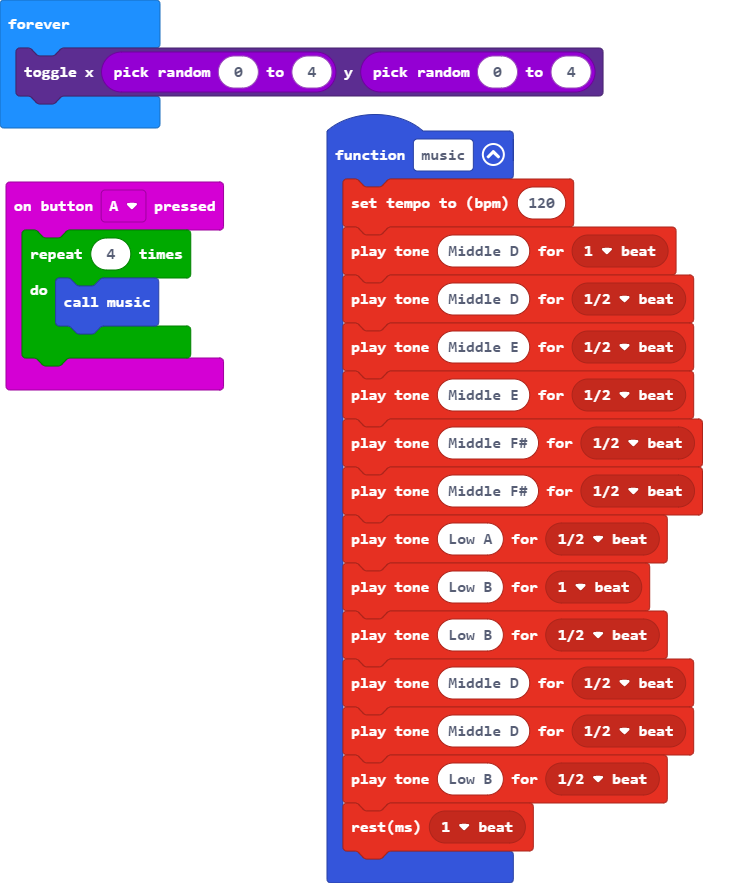 forever
toggle x pick random 0 to 4 y pick random 0 to 4
on button A pressed
repeat 4 times
do
call music
function music
set tempo to (bpm) 120
play tone Middle D for 1 beat
play tone Middle D for 1/2 beat
play tone Middle E for 1/2 beat
play tone Middle E for 1/2 beat
play tone Middle F# for 1/2 beat
play tone Middle F# for 1/2 beat
play tone Low A for 1/2 beat
play tone Low B for 1 beat
play tone Low B for 1/2 beat
play tone Middle D for 1/2 beat
play tone Middle D for 1/2 beat
play tone Low B for 1/2 beat
rest(ms) 1 beat